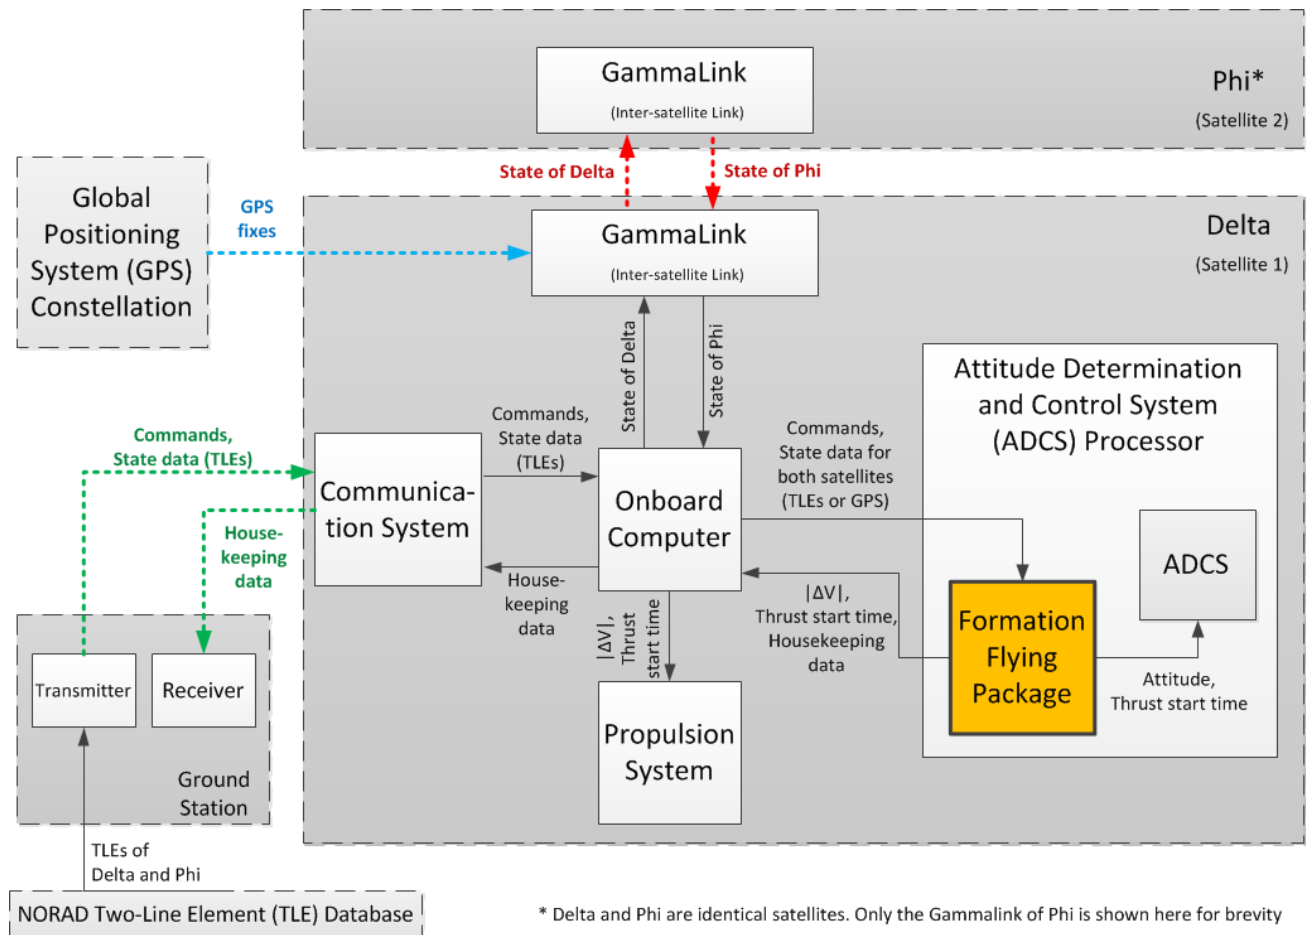 GammaLink
(Inter-satellite Link)
Phi*
(Satellite 2)
State of Delta
State of Phi
Global
Positioning
System (GPS)
Constellation
GPS
fixes
GammaLink
(Inter-satellite Link)
Delta
(Satellite 1)
State of Delta
State of Phi
Attitude Determination
and Control System
(ADCS) Processor
Commands,
State data (TLEs)
Commands,
State data
(TLEs)
Commands,
State data for
both satellites
(TLEs or GPS)
Communica-
tion System
Onboard
Computer
ADCS
House-
keeping
data
House-
keeping
data
|ΔV|,
Thrust
start time
|ΔV|,
Thrust start time,
Housekeeping
data
Formation
Flying
Package
Attitude,
Thrust start time
Transmitter
Receiver
Propulsion
System
Ground
Station
TLEs of
Delta and Phi
NORAD Two-Line Element (TLE) Database
* Delta and Phi are identical satellites. Only the Gammalink of Phi is shown here for brevity